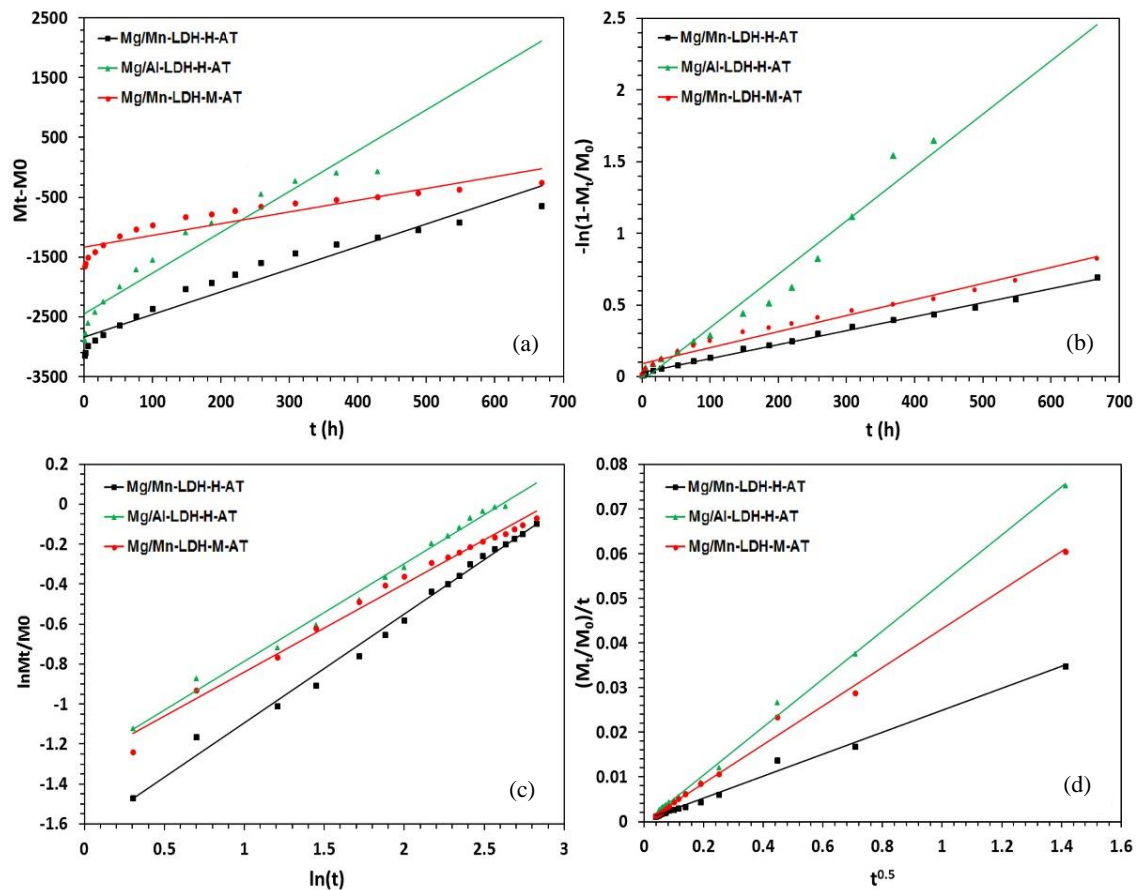 2500
1500
500
-500
-1500
-2500
-3500
Mt-M0
Mg/Mn-LDH-H-AT
Mg/Al-LDH-H-AT
Mg/Mn-LDH-M-AT
(a)
0 100 200 300 400 500 600 700
t (h)
2.5
2
1.5
1
0.5
0
-ln(1-Mt/M0)
Mg/Mn-LDH-H-AT
Mg/Al-LDH-H-AT
Mg/Mn-LDH-M-AT
(b)
0 100 200 300 400 500 600 700
t (h)
0.2
0
-0.2
-0.4
-0.6
-0.8
-1
-1.2
-1.4
-1.6
lnMt/M0
Mg/Mn-LDH-H-AT
Mg/Al-LDH-H-AT
Mg/Mn-LDH-M-AT
(c)
0 0.5 1 1.5 2 2.5 3
ln(t)
0.08
0.07
0.06
0.05
0.04
0.03
0.02
0.01
0
(Mt/M0)/t
Mg/Mn-LDH-H-AT
Mg/Al-LDH-H-AT
Mg/Mn-LDH-M-AT
(d)
0 0.2 0.4 0.6 0.8 1 1.2 1.4 1.6
t0.5